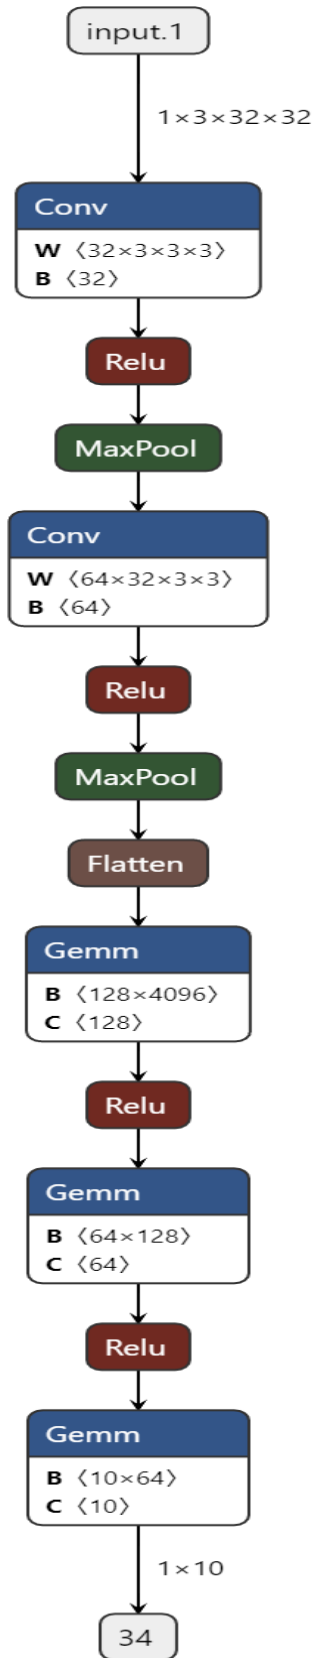 input.1
1×3×32×32
Conv
W 〈32×3×3×3〉
B 〈32〉
Relu
MaxPool
Conv
W 〈64×32×3×3〉
B 〈64〉
Relu
MaxPool
Flatten
Gemm
B 〈128×4096〉
C 〈128〉
Relu
Gemm
B 〈64×128〉
C 〈64〉
Relu
Gemm
B 〈10×64〉
C 〈10〉
1×10
34